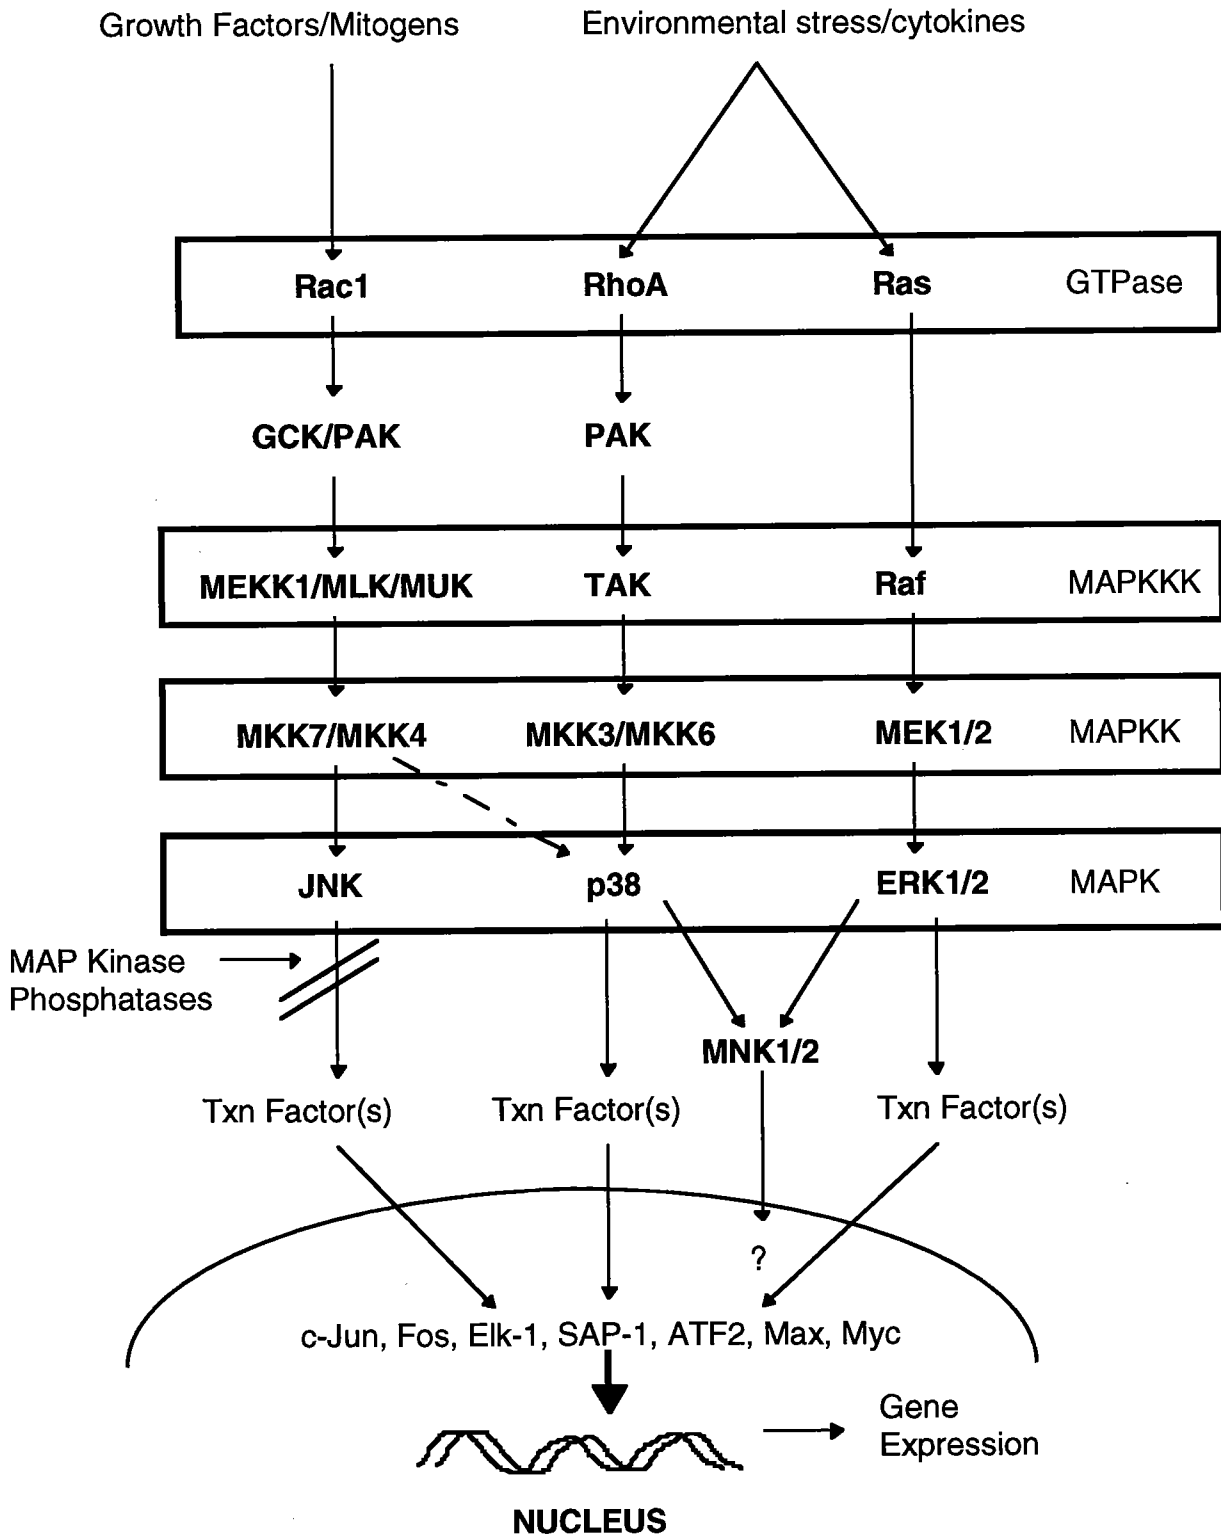 Growth Factors/Mitogens
Environmental stress/cytokines
Rac1 RhoA Ras GTPase
GCK/PAK PAK
MEKK1/MLK/MUK TAK Raf MAPKKK
MKK7/MKK4 MKK3/MKK6 MEK1/2 MAPKK
JNK p38 ERK1/2 MAPK
MAP Kinase
Phosphatases
MNK1/2
Txn Factor(s) Txn Factor(s) Txn Factor(s)
?
c-Jun, Fos, Elk-1, SAP-1, ATF2, Max, Myc
Gene
Expression
NUCLEUS